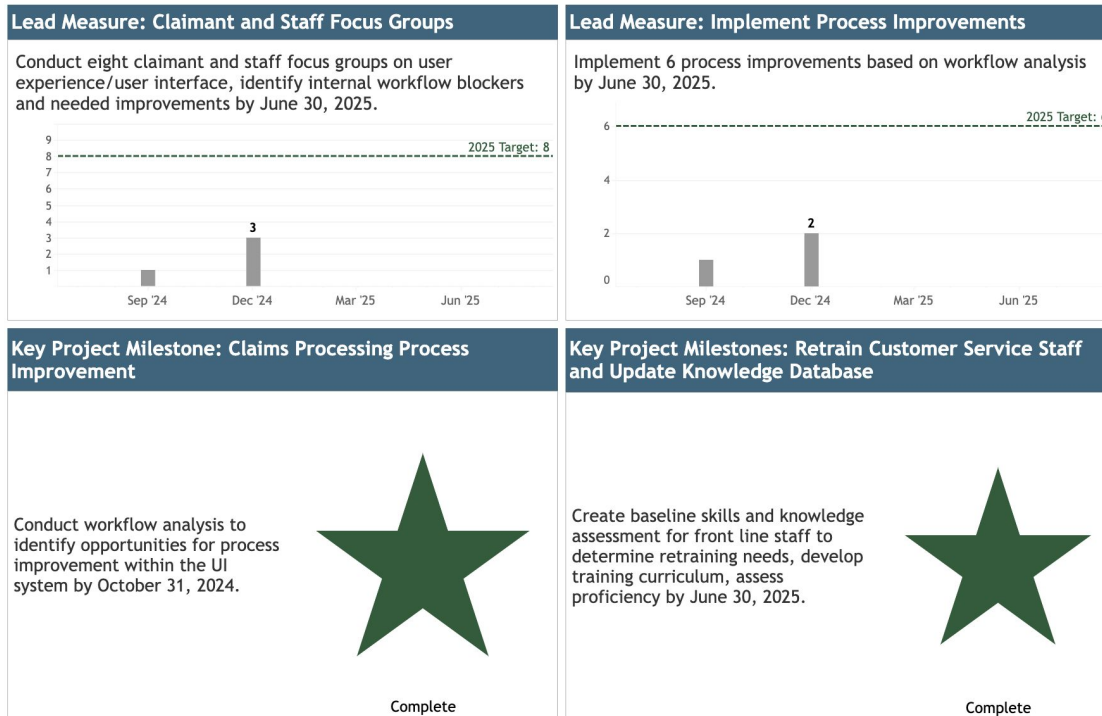 Lead Measure: Claimant and Staff Focus Groups
Conduct eight claimant and staff focus groups on user
experience/user interface, identify internal workflow blockers
and needed improvements by June 30, 2025.
9
2025 Target: 8
8
7
6
5
4
3
3
2
1
Sep '24
Dec '24
Mar '25
Jun '25
Lead Measure: Implement Process Improvements
Implement 6 process improvements based on workflow analysis
by June 30, 2025.
2025 Target:
6
4
2
2
0
Sep '24
Dec '24
Mar '25
Jun '25
Key Project Milestone: Claims Processing Process
Improvement
Conduct workflow analysis to
identify opportunities for process
improvement within the UI
system by October 31, 2024.
Complete
Key Project Milestones: Retrain Customer Service Staff
and Update Knowledge Database
Create baseline skills and knowledge
assessment for front line staff to
determine retraining needs, develop
training curriculum, assess
proficiency by June 30, 2025.
Complete